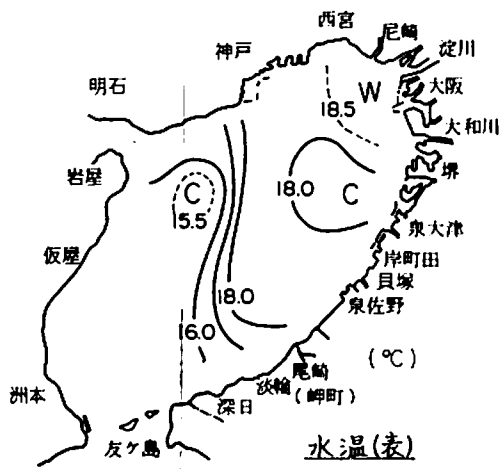 西宮
尼崎
淀川
神戸
W
大阪
明石
18.5
大和川
岩屋
C
15.5
18.0
C
堺
泉大津
仮屋
岸町田
貝塚
18.0
泉佐野
16.0
(℃)
尾崎
洲本
淡輪
(岬町)
深日
友ケ島
水温(表)